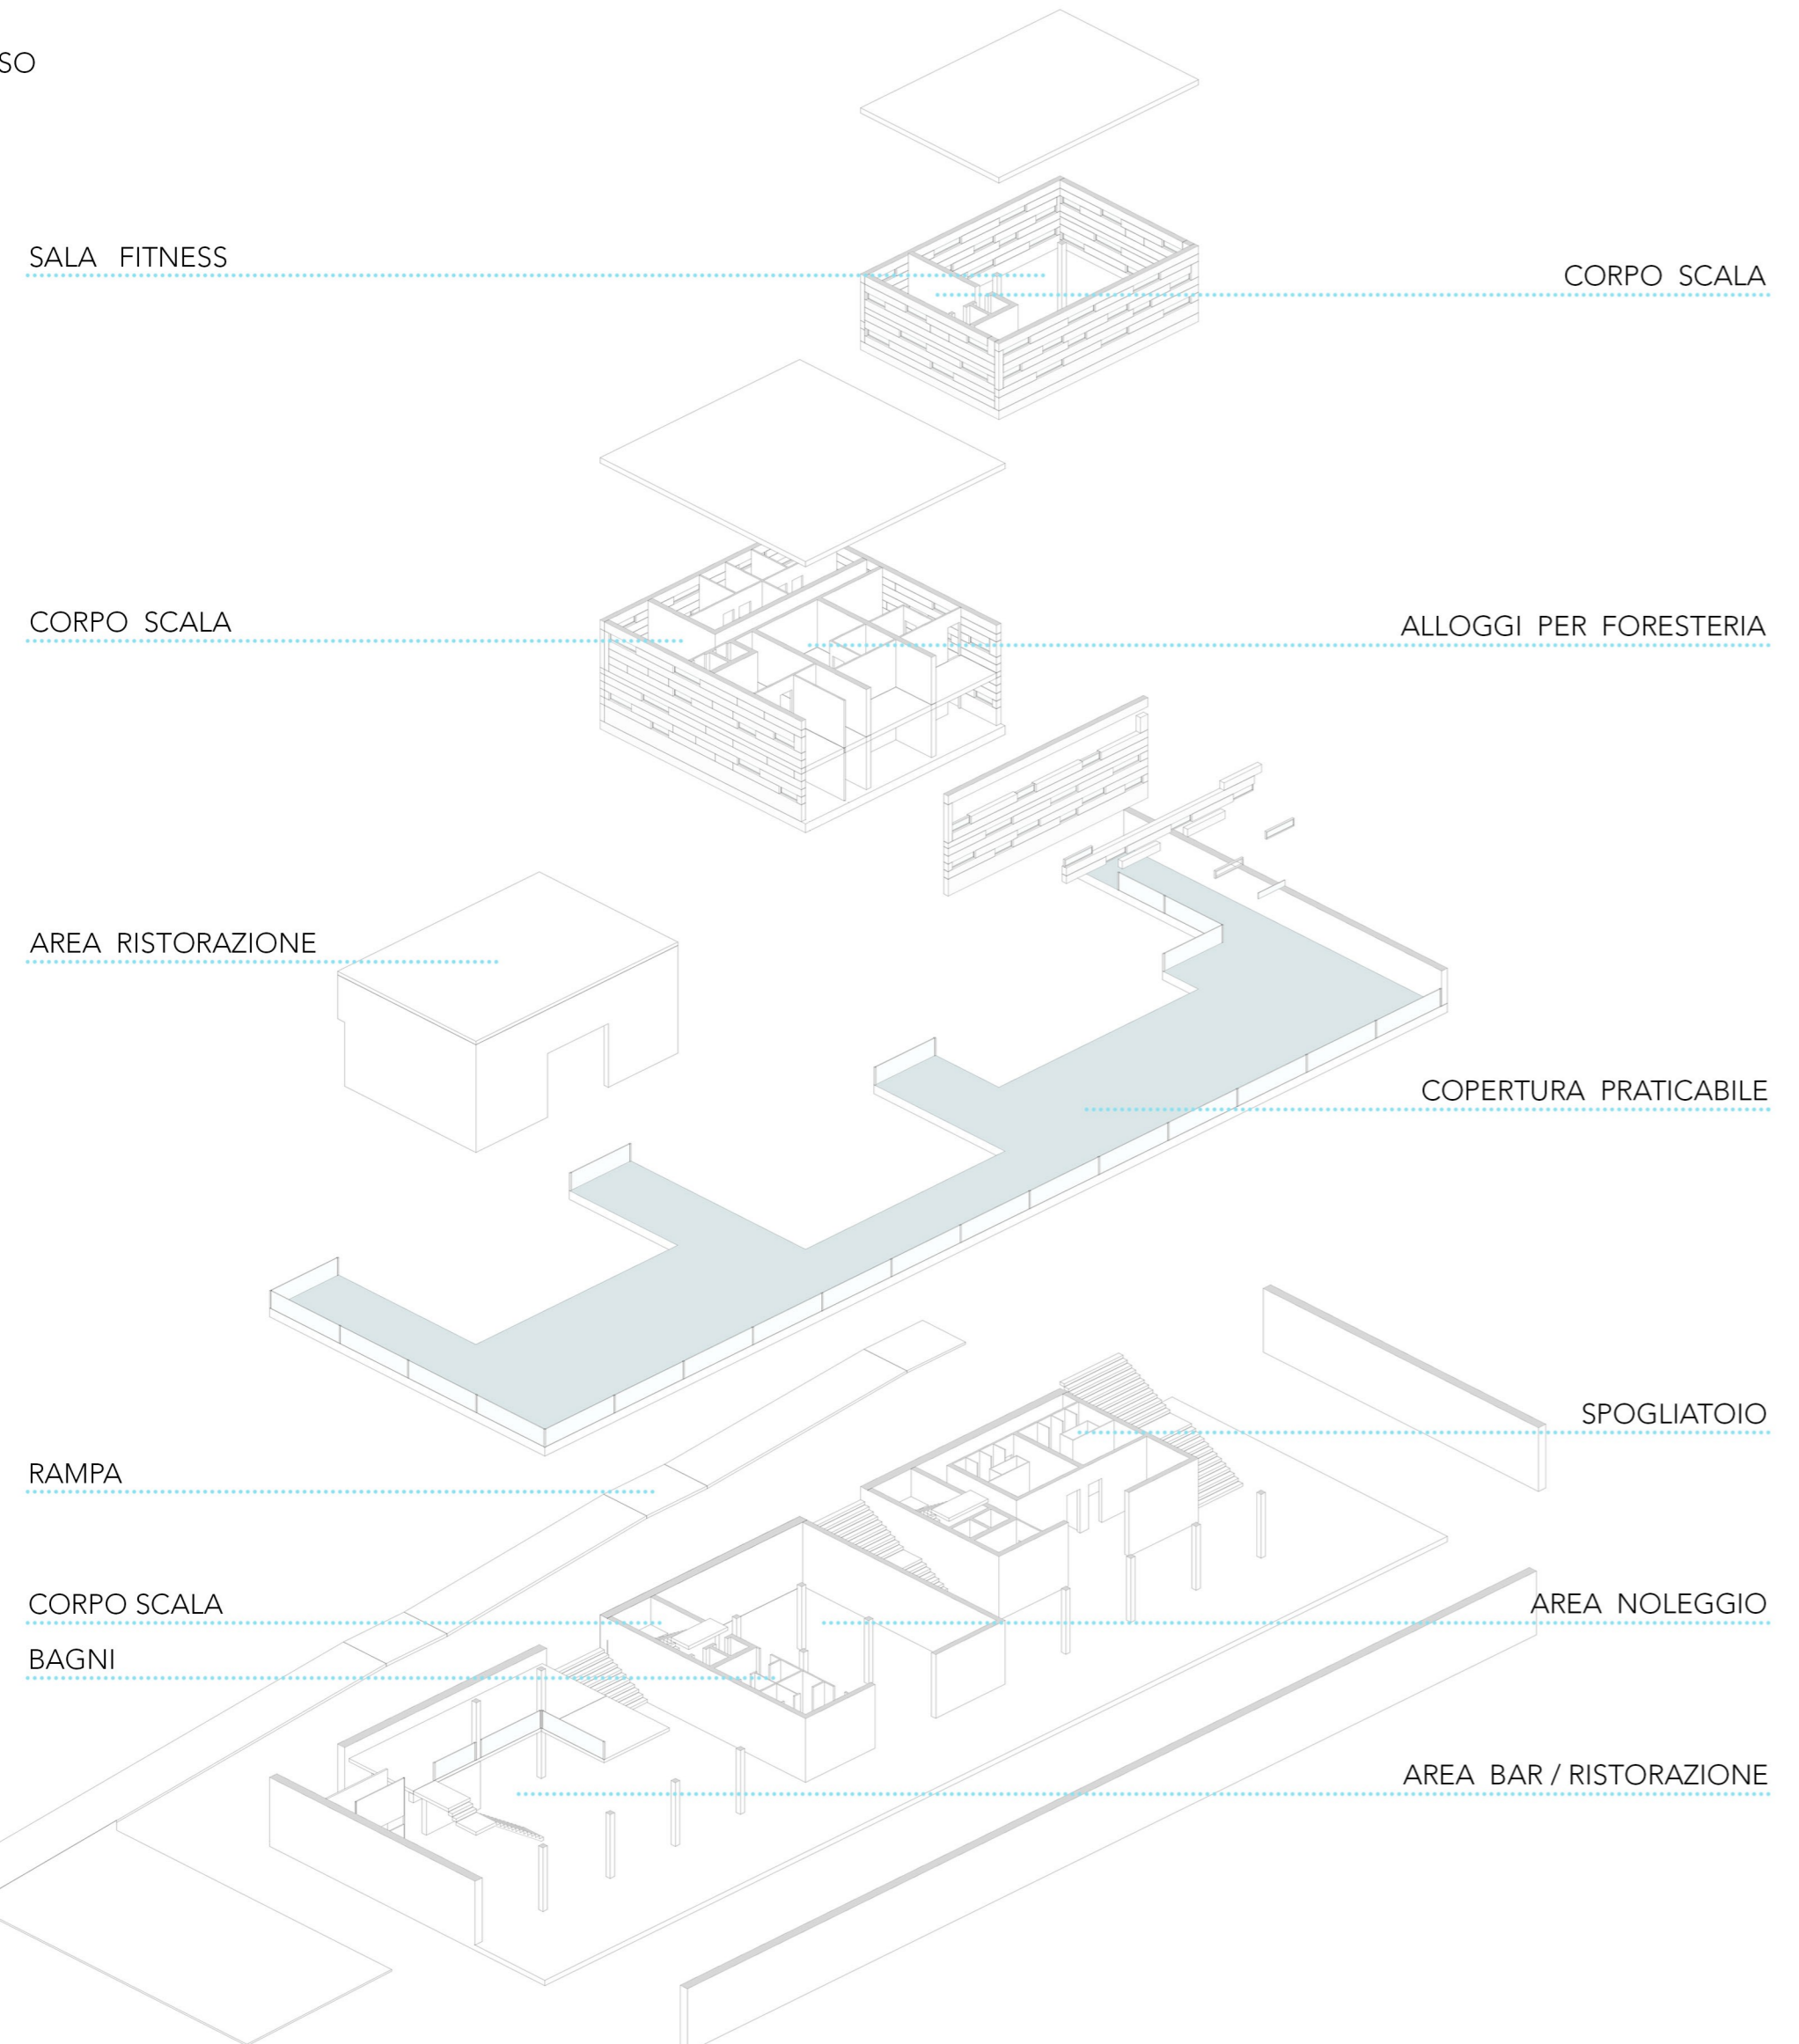 SO
SALA FITNESS
CORPO SCALA
CORPO SCALA
ALLOGGI PER FORESTERIA
AREA RISTORAZIONE
COPERTURA PRATICABILE
SPOGLIATOIO
RAMPA
CORPO SCALA
AREA NOLEGGIO
BAGNI
AREA BAR / RISTORAZIONE